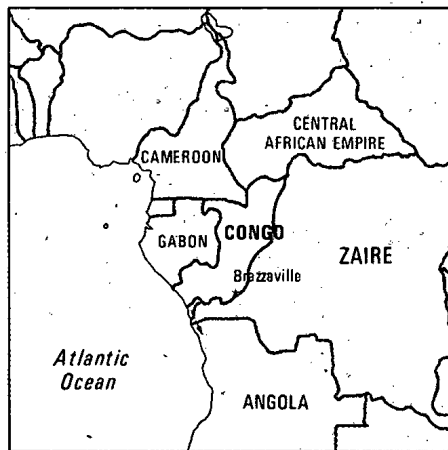 CENTRAL
AFRICAN EMPIRE
CAMEROON
GABON
CONGO
ZAIRE
Brazzaville
Atlantic
Ocean
ANGOLA